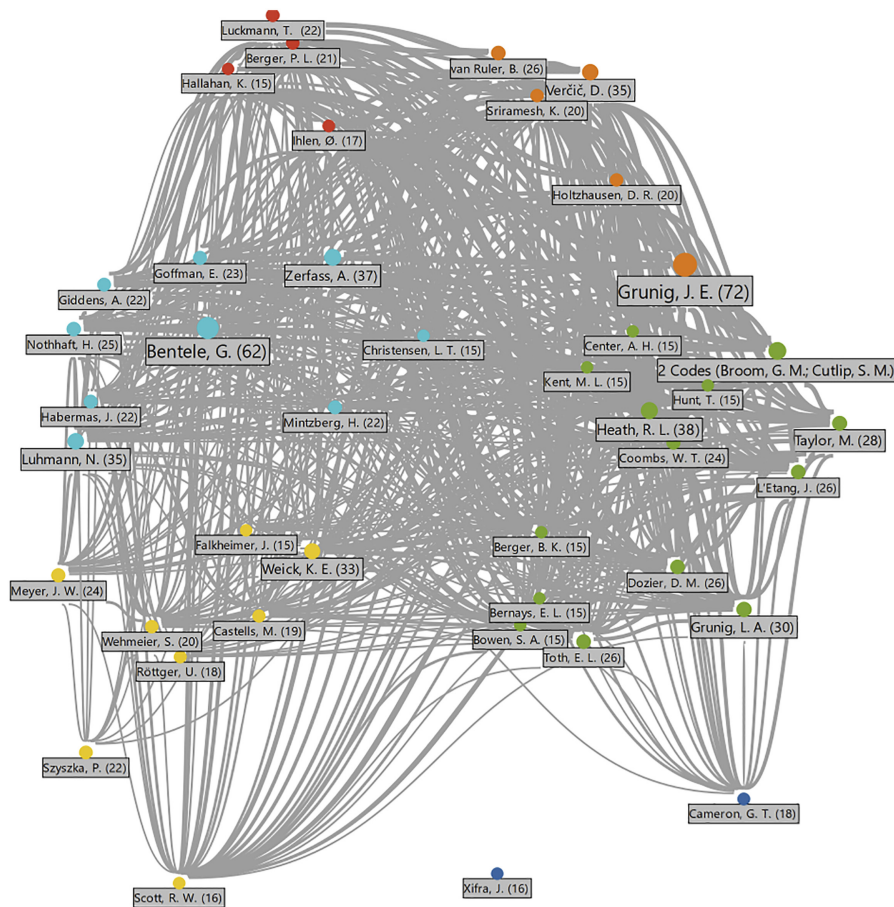 Luckmann, T. (22)
Berger, P. L. (21)
van Ruler, B. (26)
Hallahan, K. (15)
Verčič, D. (35)
Sriramesh, K. (20)
Ihlen, Ø. (17)
Holtzhausen, D. R. (20)
Goffman, E. (23)
Zerfass, A. (37)
Grunig, J. E. (72)
Giddens, A. (22)
Nothhaft, H. (25)
Bentele, G. (62)
Christensen, L. T. (15)
Center, A. H. (15)
2 Codes (Broom, G. M.; Cutlip, S. M.)
Kent, M. L. (15)
Hunt, T. (15)
Habermas, J. (22)
Mintzberg, H. (22)
Heath, R. L. (38)
Taylor, M. (28)
Luhmann, N. (35)
Coombs, W. T. (24)
L'Etang, J. (26)
Falkheimer, J. (15)
Berger, B. K. (15)
Weick, K. E. (33)
Dozier, D. M. (26)
Meyer, J. W. (24)
Bernays, E. L. (15)
Grunig, L. A. (30)
Castells, M. (19)
Wehmeier, S. (20)
Bowen, S. A. (15)
Toth, E. L. (26)
Röttger, U. (18)
Szyszka, P. (22)
Cameron, G. T. (18)
Xifra, J. (16)
Scott, R. W. (16)